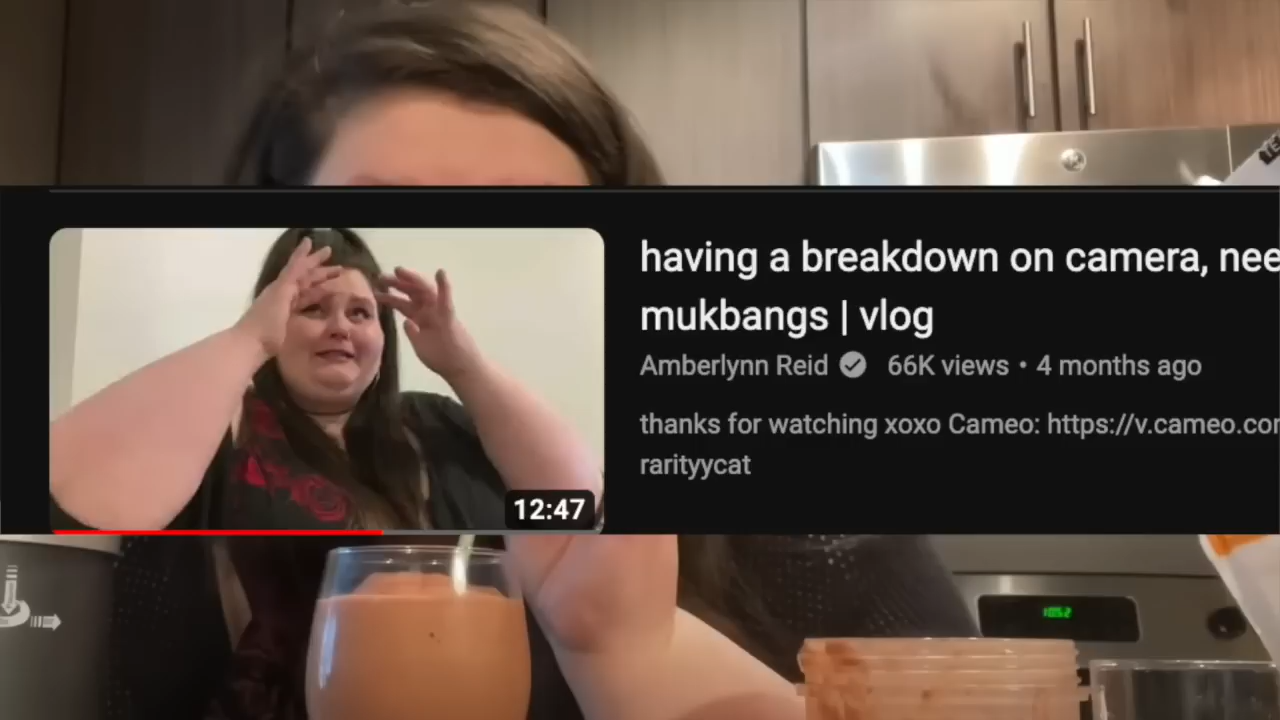 having a breakdown on camera, nee
mukbangs | vlog
Amberlynn Reid 66K views • 4 months ago
thanks for watching xoxo Cameo: https://v.cameo.cor
rarityycat
12:47